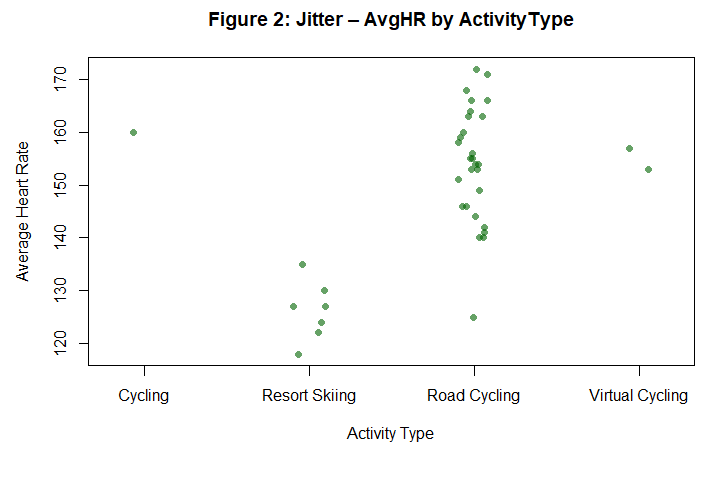 Figure 2: Jitter – AvgHR by ActivityType
170
160
150
140
130
120
Average Heart Rate
Cycling Resort Skiing Road Cycling Virtual Cycling
Activity Type